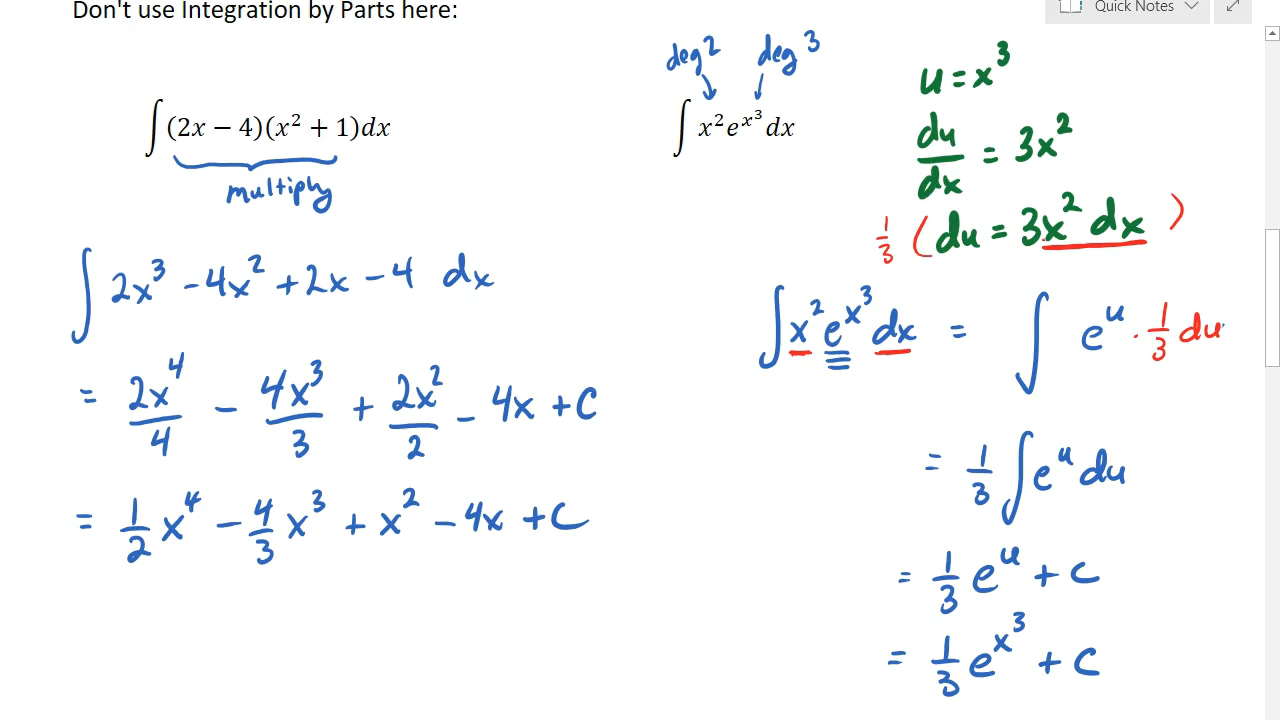 Don't use Integration by Parts here:
Quick Notes
∫(2x − 4)(x² + 1)dx
multiply
∫ 2x³ − 4x² + 2x − 4 dx
= 2x⁴/4 − 4x³/3 + 2x²/2 − 4x + C
= 1/2 x⁴ − 4/3 x³ + x² − 4x + C
deg 2 deg 3
∫ x² e^(x³) dx
u = x³
du/dx = 3x²
1/3 ( du = 3x² dx )
∫ x² e^(x³) dx = ∫ e^u · 1/3 du
= 1/3 ∫ e^u du
= 1/3 e^u + C
= 1/3 e^(x³) + C